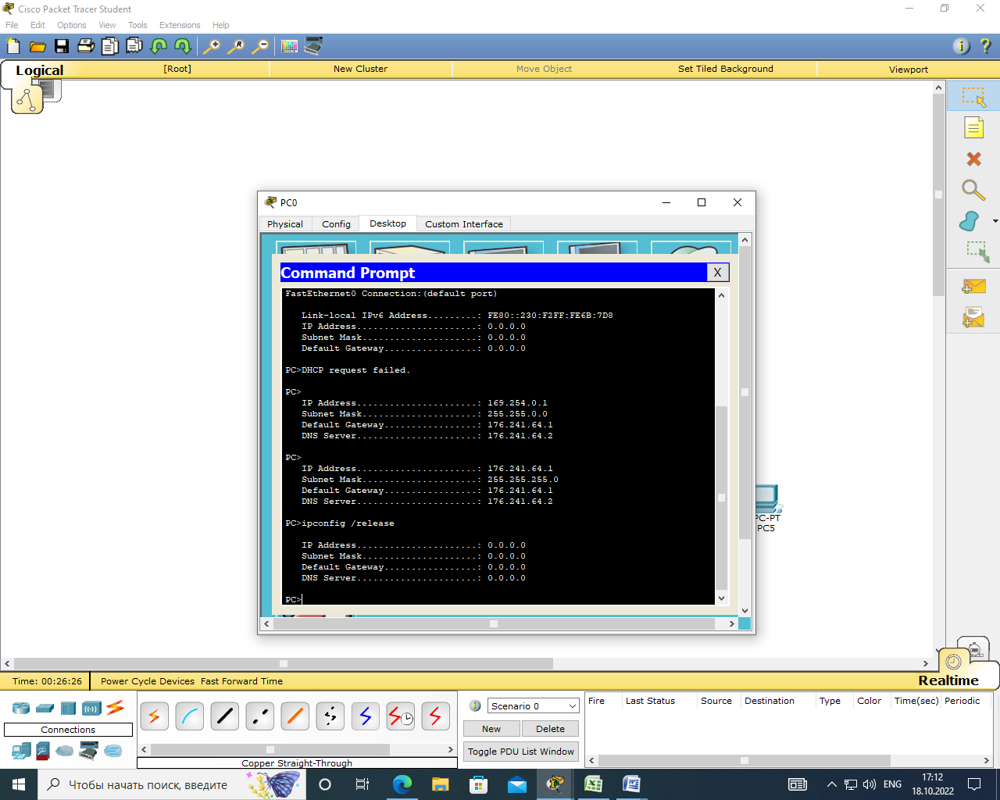 Cisco Packet Tracer Student
File Edit Options View Tools Extensions Help
Logical [Root] New Cluster Move Object Set Tiled Background Viewport
PC0
Physical Config Desktop Custom Interface
Command Prompt X
FastEthernet0 Connection:(default port)
Link-local IPv6 Address.........: FE80::230:F2FF:FE6B:7D8
IP Address......................: 0.0.0.0
Subnet Mask.....................: 0.0.0.0
Default Gateway.................: 0.0.0.0
PC>DHCP request failed.
PC>
IP Address......................: 169.254.0.1
Subnet Mask.....................: 255.255.0.0
Default Gateway.................: 176.241.64.1
DNS Server......................: 176.241.64.2
PC>
IP Address......................: 176.241.64.1
Subnet Mask.....................: 255.255.255.0
Default Gateway.................: 176.241.64.1
DNS Server......................: 176.241.64.2
PC>ipconfig /release
IP Address......................: 0.0.0.0
Subnet Mask.....................: 0.0.0.0
Default Gateway.................: 0.0.0.0
DNS Server......................: 0.0.0.0
PC>
PC-PT
PC5
Time: 00:26:26 Power Cycle Devices Fast Forward Time Realtime
Connections
Copper Straight-Through
Scenario 0
New Delete
Toggle PDU List Window
Fire Last Status Source Destination Type Color Time(sec) Periodic
Чтобы начать поиск, введите
ENG
17:12
18.10.2022